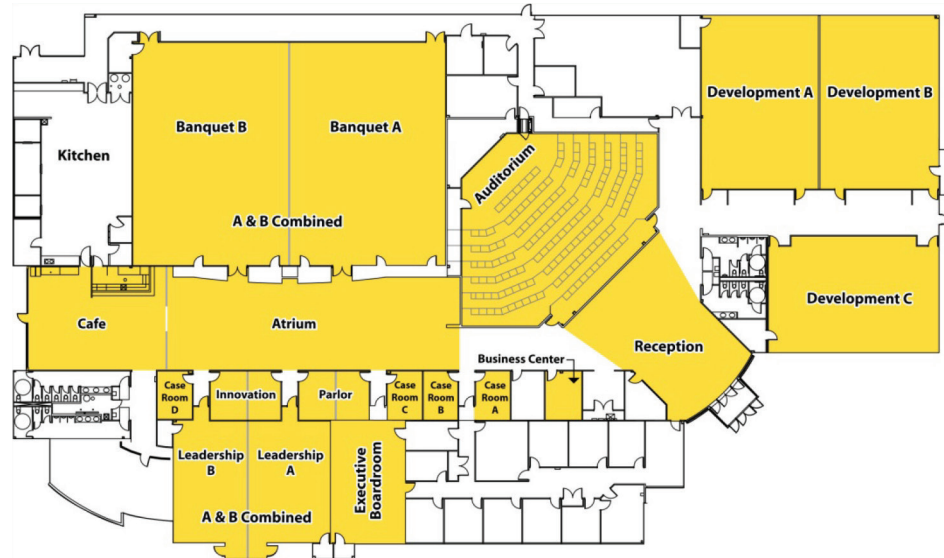 Development A
Development B
Banquet B
Banquet A
Kitchen
Auditorium
A & B Combined
Development C
Cafe
Atrium
Reception
Business Center
Case
Room
D
Innovation
Parlor
Case
Room
C
Case
Room
B
Case
Room
A
Leadership
B
Leadership
A
Executive
Boardroom
A & B Combined